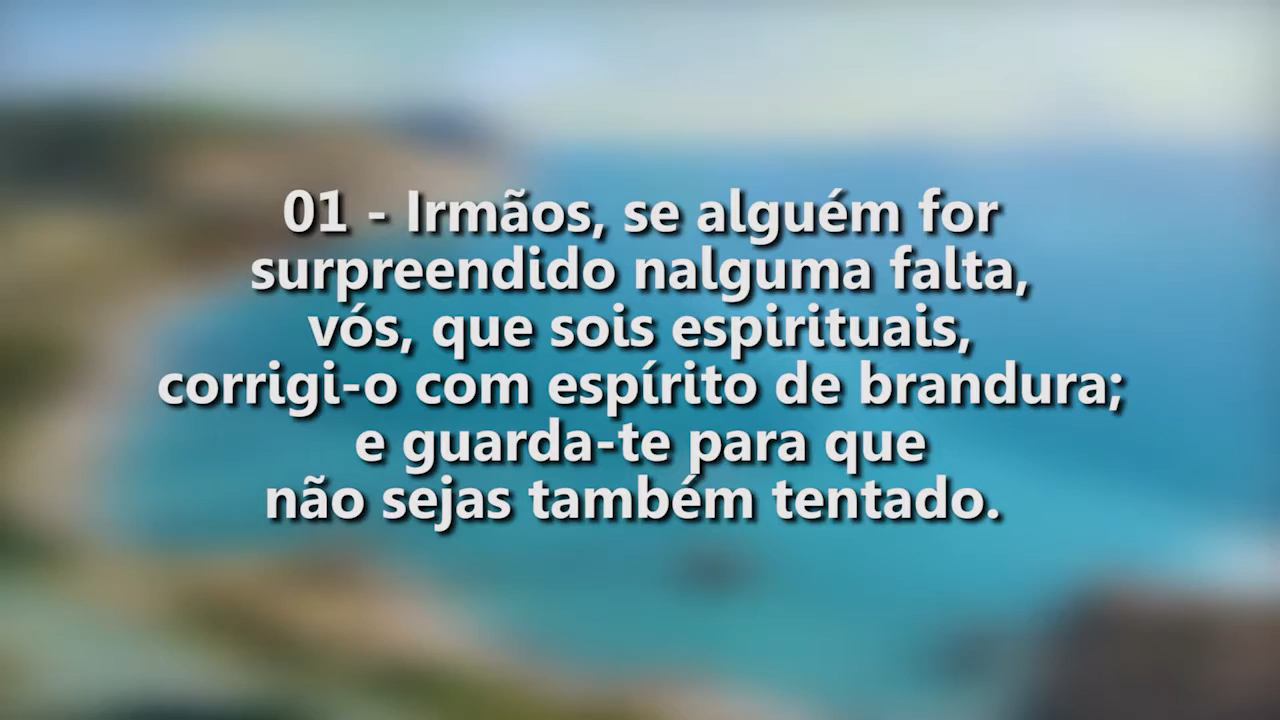 01 - Irmãos, se alguém for
surpreendido nalguma falta,
vós, que sois espirituais,
corrigi-o com espírito de brandura;
e guarda-te para que
não sejas também tentado.